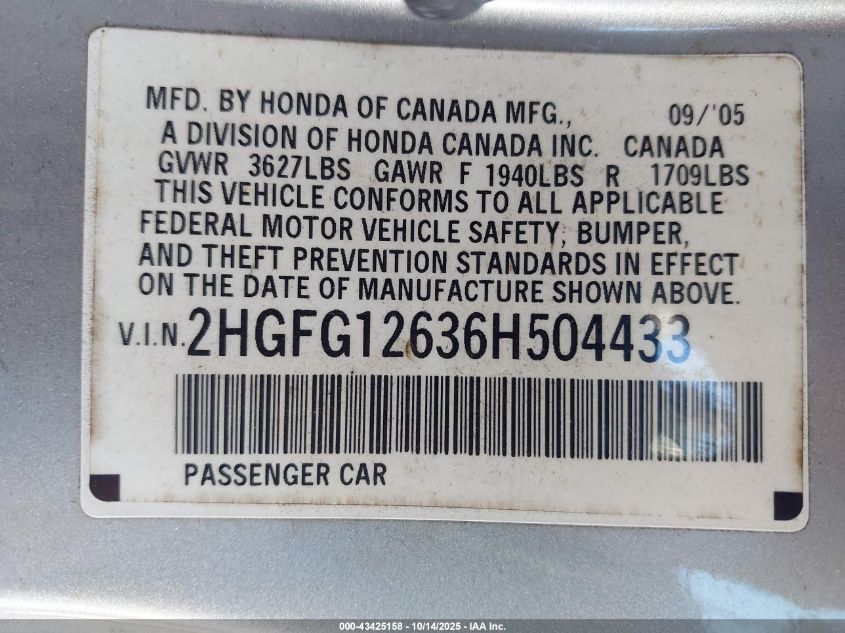 MFD. BY HONDA OF CANADA MFG., 09/'05
A DIVISION OF HONDA CANADA INC. CANADA
GVWR 3627LBS GAWR F 1940LBS R 1709LBS
THIS VEHICLE CONFORMS TO ALL APPLICABLE
FEDERAL MOTOR VEHICLE SAFETY, BUMPER,
AND THEFT PREVENTION STANDARDS IN EFFECT
ON THE DATE OF MANUFACTURE SHOWN ABOVE.
V.I.N. 2HGFG12636H504433
PASSENGER CAR
000-43425158 - 10/14/2025 - IAA Inc.